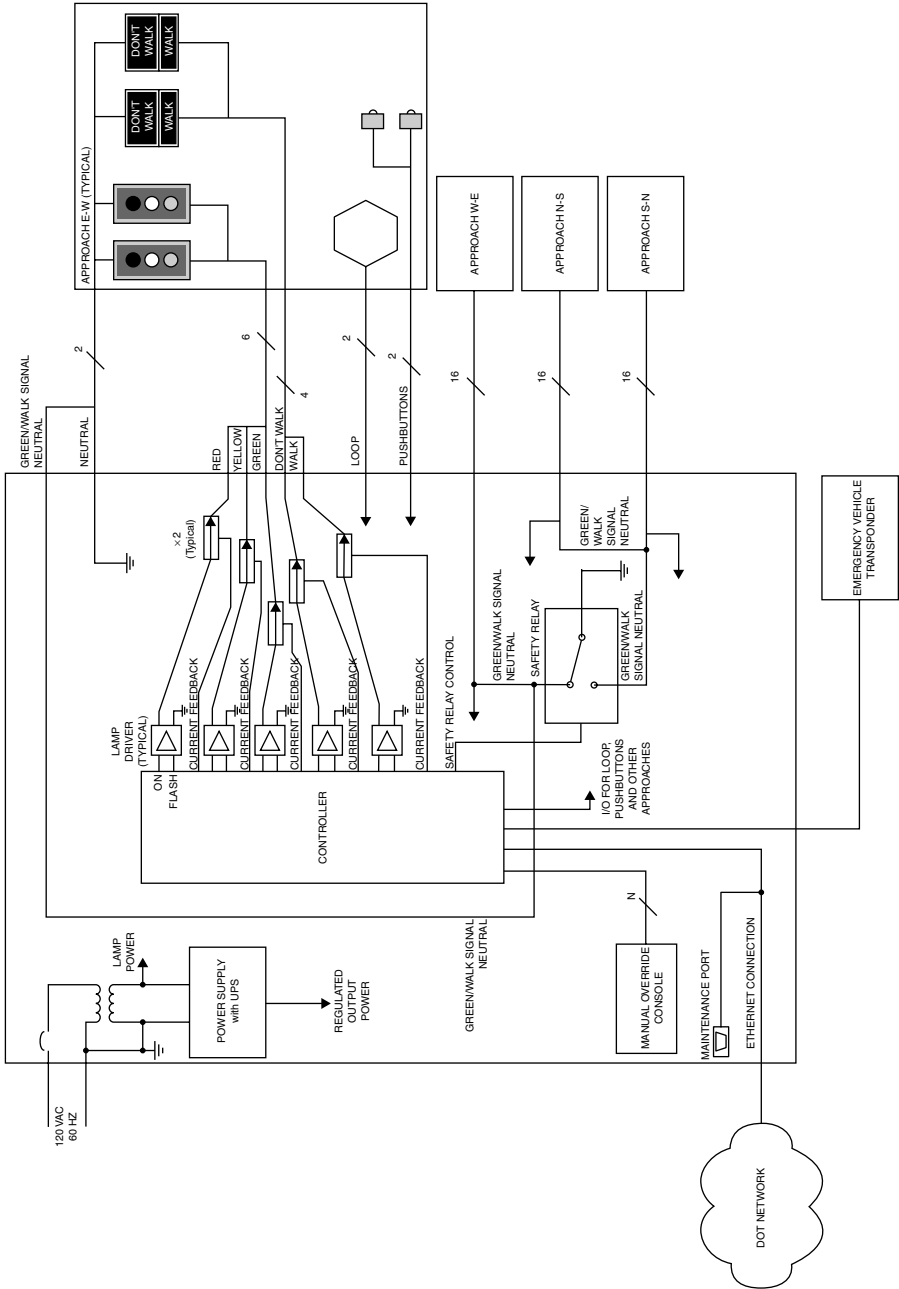 120 VAC
60 HZ
LAMP
POWER
POWER SUPPLY
with UPS
REGULATED
OUTPUT
POWER
GREEN/WALK SIGNAL
NEUTRAL
MANUAL OVERRIDE
CONSOLE
N
MAINTENANCE PORT
ETHERNET CONNECTION
DOT NETWORK
CONTROLLER
LAMP
DRIVER
(TYPICAL)
ON
FLASH
CURRENT FEEDBACK
CURRENT FEEDBACK
CURRENT FEEDBACK
CURRENT FEEDBACK
CURRENT FEEDBACK
SAFETY RELAY CONTROL
I/O FOR LOOP,
PUSHBUTTONS
AND OTHER
APPROACHES
×2
(Typical)
GREEN/WALK SIGNAL
NEUTRAL
SAFETY RELAY
GREEN/WALK
SIGNAL NEUTRAL
GREEN/
WALK
SIGNAL
NEUTRAL
EMERGENCY VEHICLE
TRANSPONDER
GREEN/WALK SIGNAL
NEUTRAL
NEUTRAL
RED
YELLOW
GREEN
DON'T WALK
WALK
LOOP
PUSHBUTTONS
2
6
4
2
2
16
16
16
APPROACH E-W (TYPICAL)
DON'T
WALK
WALK
DON'T
WALK
WALK
APPROACH W-E
APPROACH N-S
APPROACH S-N